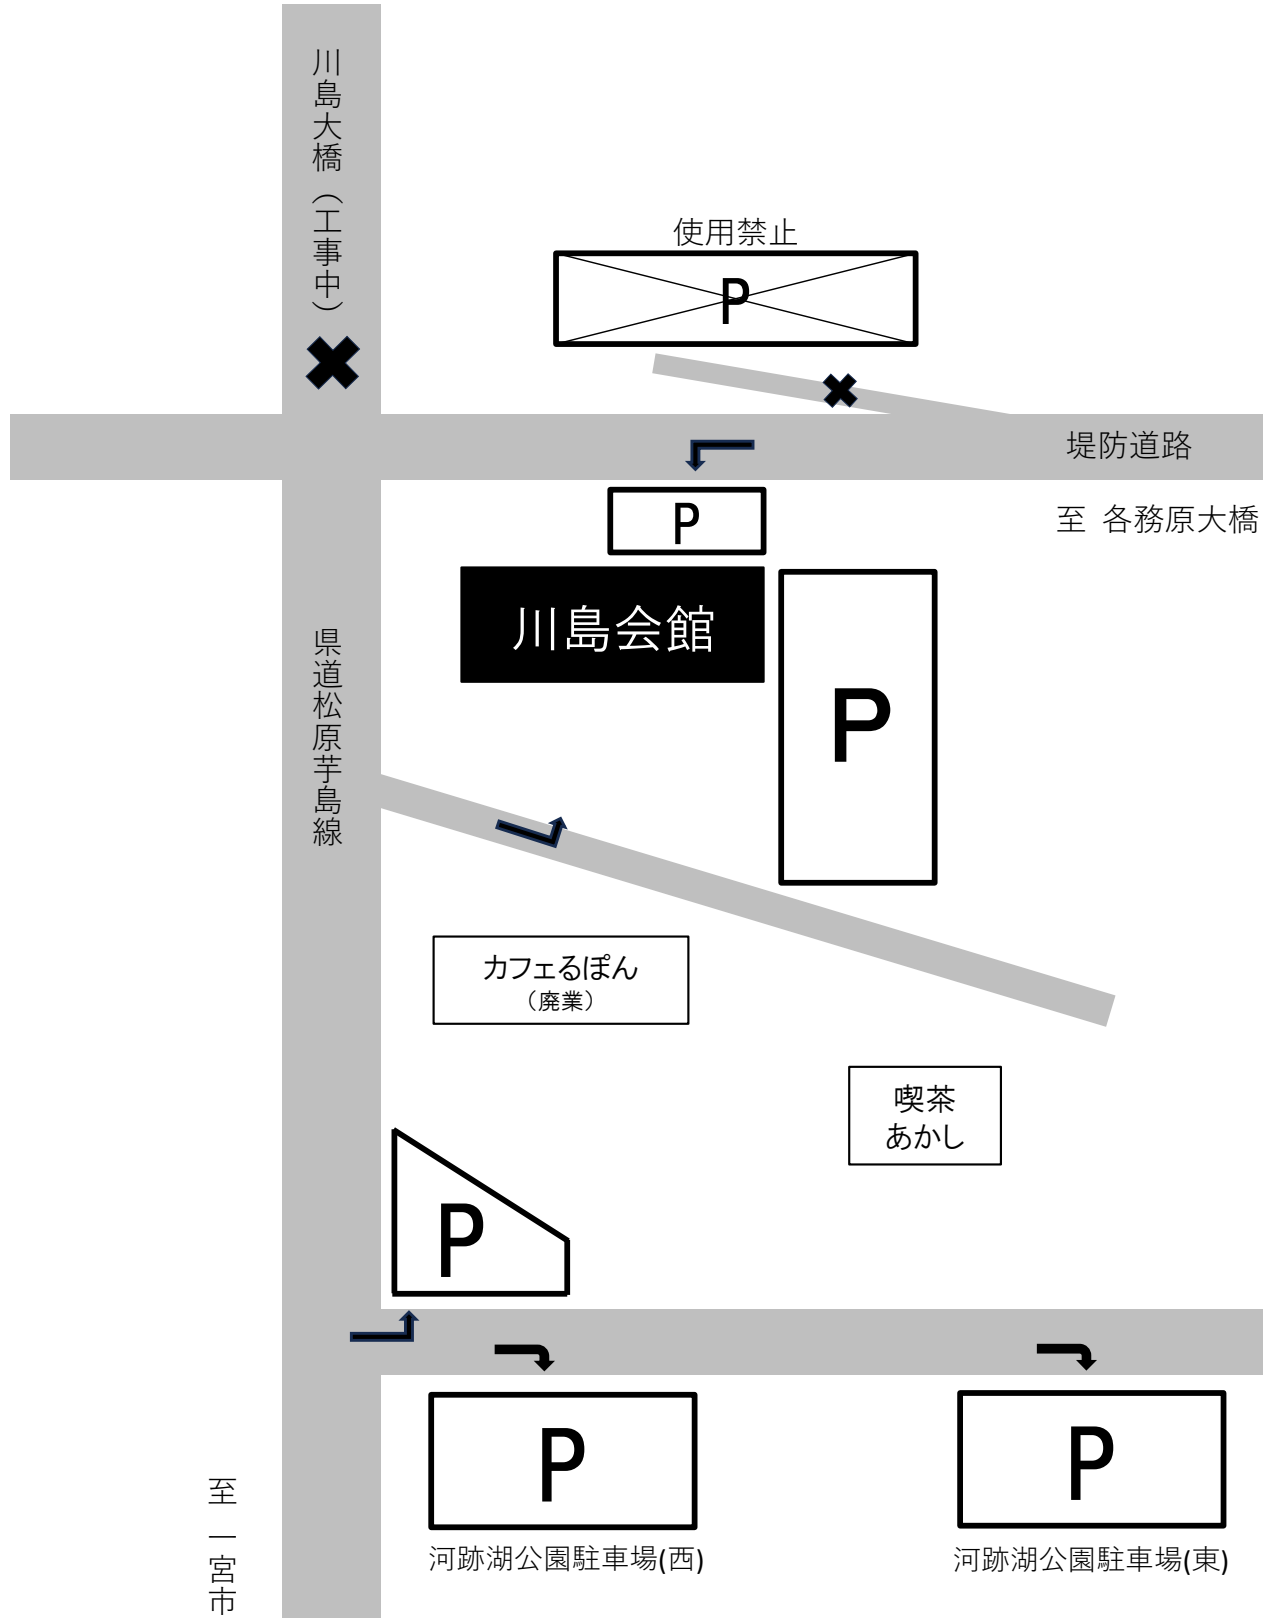 川島大橋（工事中）
使用禁止
P
堤防道路
至 各務原大橋
P
川島会館
P
県道松原芋島線
カフェるぽん
（廃業）
喫茶
あかし
P
P
P
河跡湖公園駐車場(西)
河跡湖公園駐車場(東)
至 一宮市